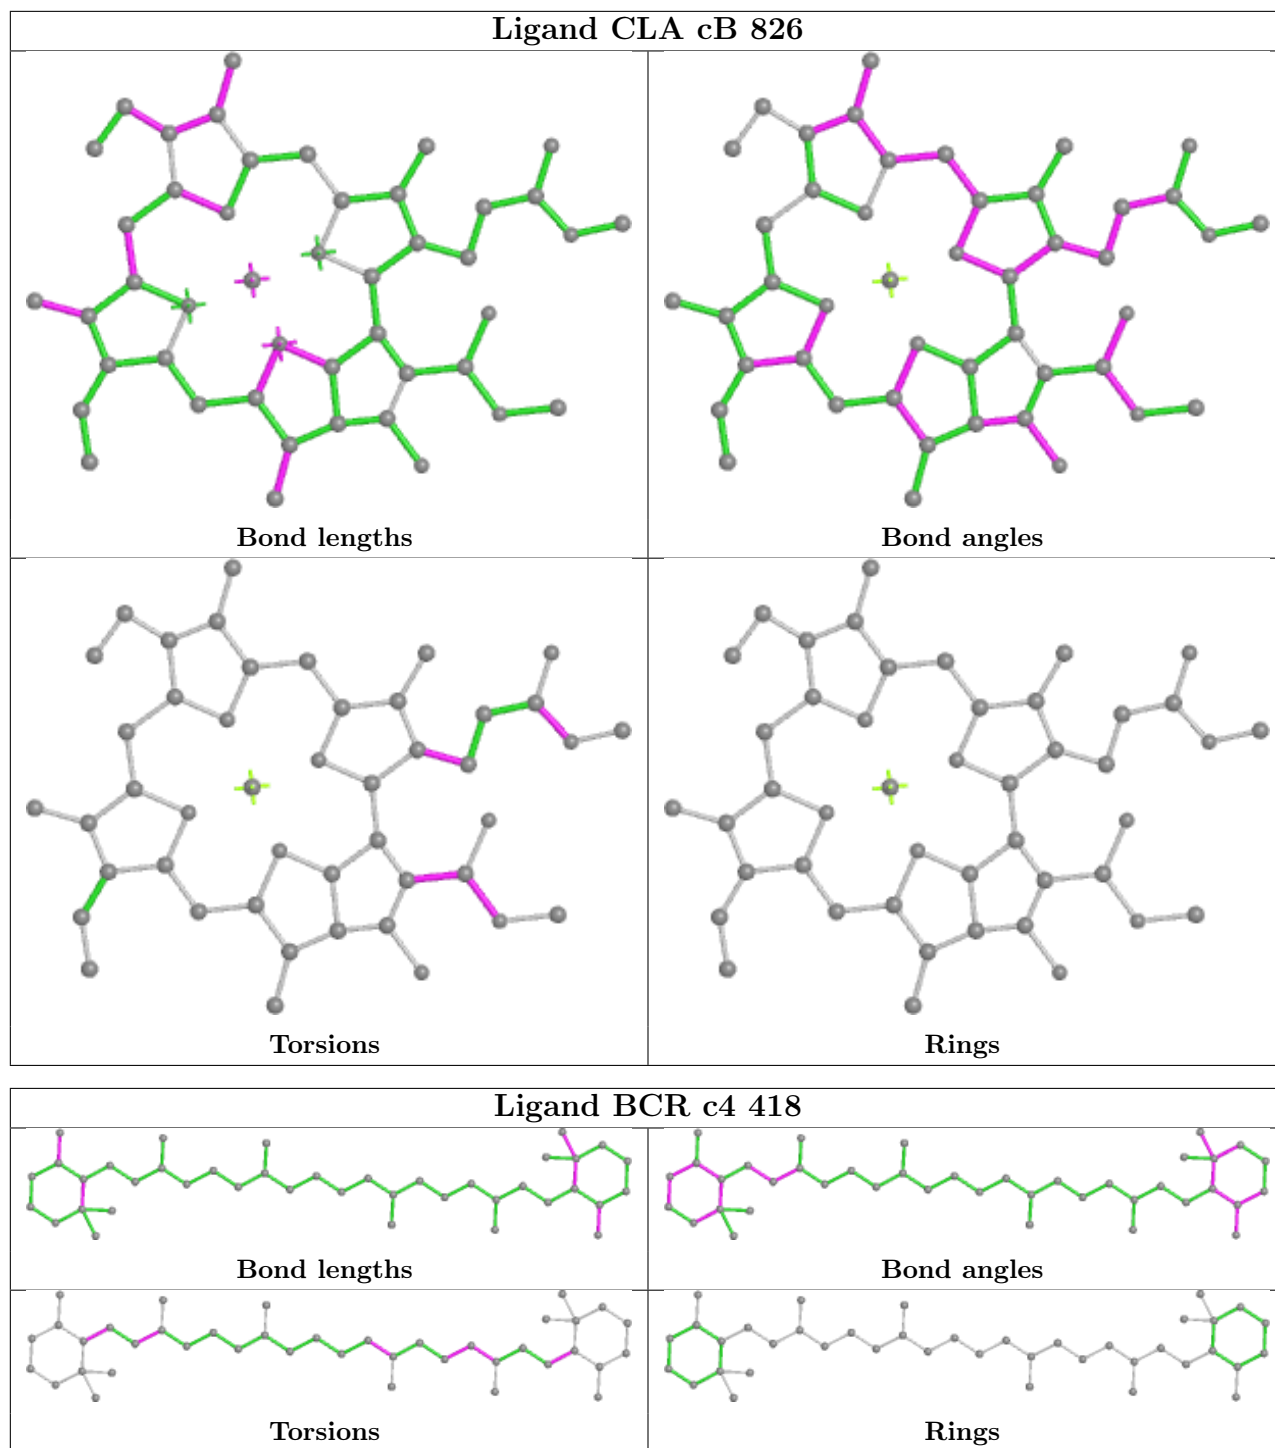 Ligand CLA cB 826
Bond lengths
Bond angles
Torsions
Rings
Ligand BCR c4 418
Bond lengths
Bond angles
Torsions
Rings